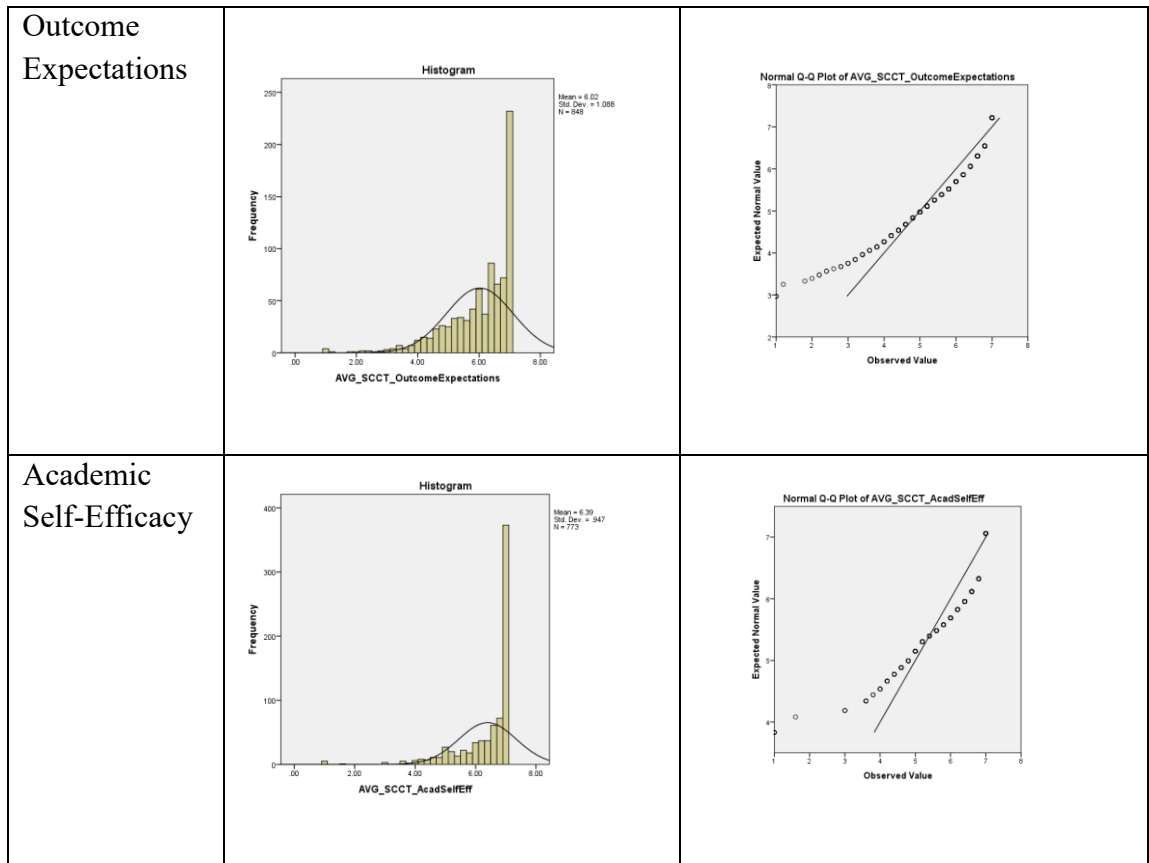 Outcome
Expectations
Histogram
Mean = 6.02
Std. Dev. = 1.088
N = 848
250
200
150
100
50
0
.00 2.00 4.00 6.00 8.00
Frequency
AVG_SCCT_OutcomeExpectations
Normal Q-Q Plot of AVG_SCCT_OutcomeExpectations
8
7
6
5
4
3
2
1 2 3 4 5 6 7 8
Expected Normal Value
Observed Value
Academic
Self-Efficacy
Histogram
Mean = 6.39
Std. Dev. = .947
N = 773
400
300
200
100
0
.00 2.00 4.00 6.00 8.00
Frequency
AVG_SCCT_AcadSelfEff
Normal Q-Q Plot of AVG_SCCT_AcadSelfEff
7
6
5
4
1 2 3 4 5 6 7 8
Expected Normal Value
Observed Value